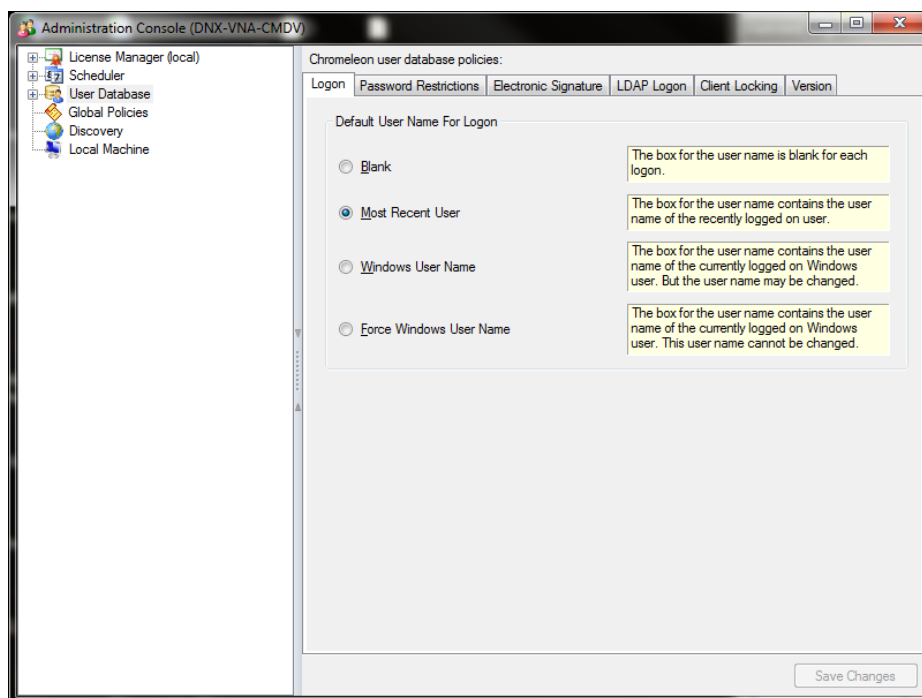 Administration Console (DNX-VNA-CMDV)
License Manager (local)
Scheduler
User Database
Global Policies
Discovery
Local Machine
Chromeleon user database policies:
Logon
Password Restrictions
Electronic Signature
LDAP Logon
Client Locking
Version
Default User Name For Logon
Blank
The box for the user name is blank for each
logon.
Most Recent User
The box for the user name contains the user
name of the recently logged on user.
Windows User Name
The box for the user name contains the user
name of the currently logged on Windows
user. But the user name may be changed.
Force Windows User Name
The box for the user name contains the user
name of the currently logged on Windows
user. This user name cannot be changed.
Save Changes